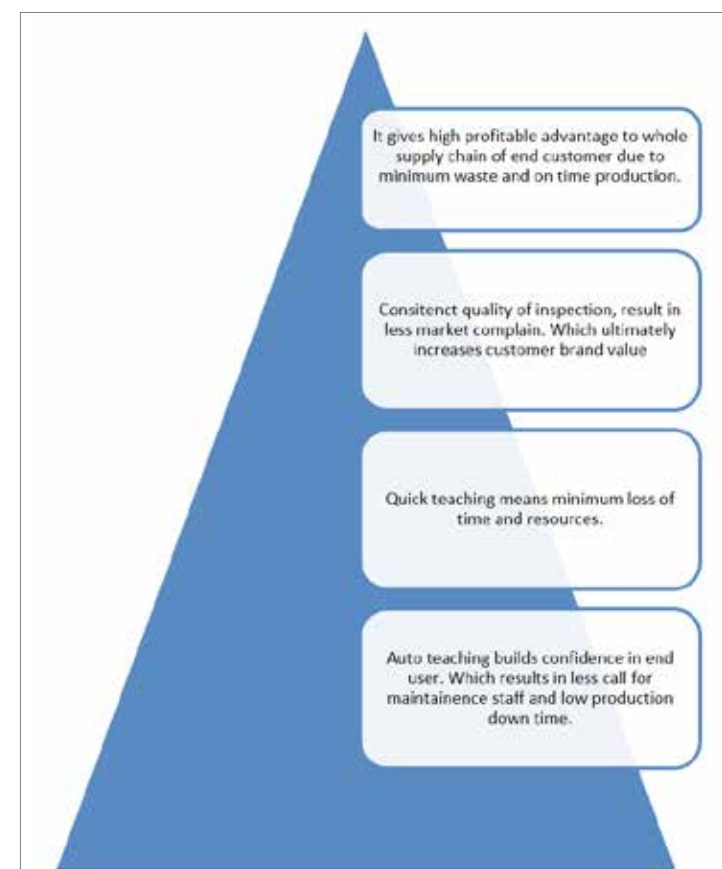 It gives high profitable advantage to whole
supply chain of end customer due to
minimum waste and on time production.
Consitenct quality of inspection, result in
less market complain. Which ultimately
increases customer brand value
Quick teaching means minimum loss of
time and resources.
Auto teaching builds confidence in end
user. Which results in less call for
maintainence staff and low production
down time.